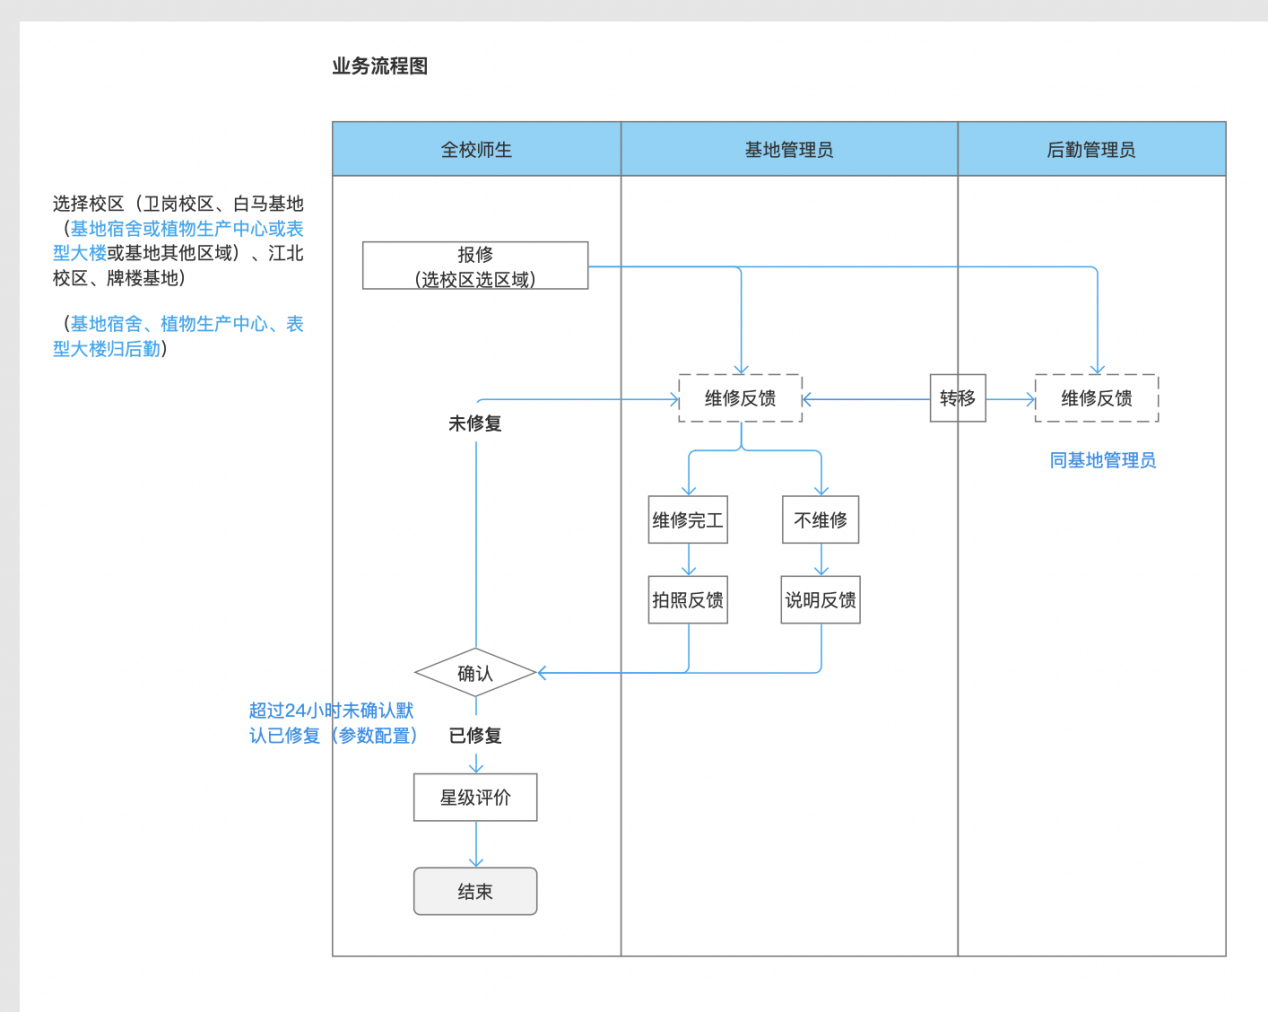 业务流程图
全校师生
基地管理员
后勤管理员
选择校区（卫岗校区、白马基地
（基地宿舍或植物生产中心或表
型大楼或基地其他区域）、江北
校区、牌楼基地）
（基地宿舍、植物生产中心、表
型大楼归后勤）
报修
（选校区选区域）
维修反馈
转移
维修反馈
未修复
同基地管理员
维修完工
不维修
拍照反馈
说明反馈
确认
超过24小时未确认默
认已修复（参数配置）
已修复
星级评价
结束